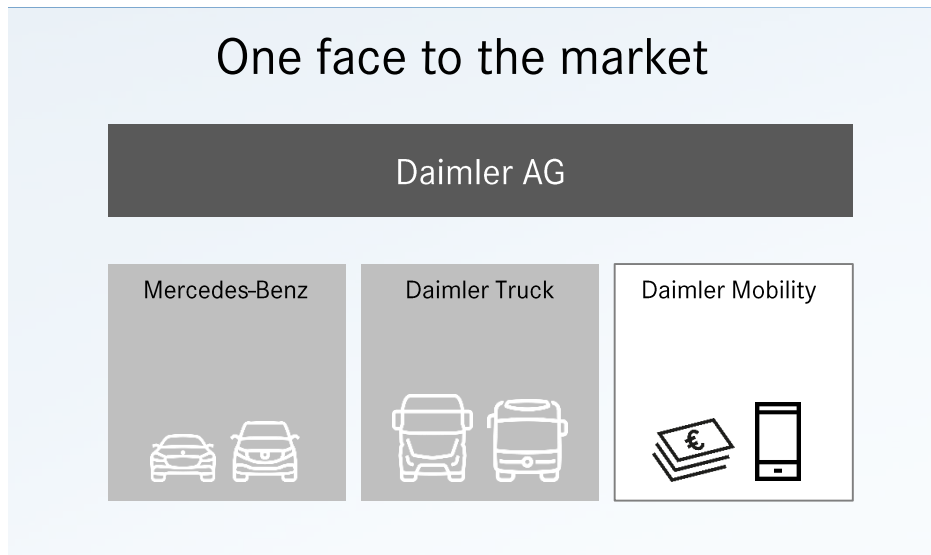 One face to the market
Daimler AG
Mercedes-Benz
Daimler Truck
Daimler Mobility
€